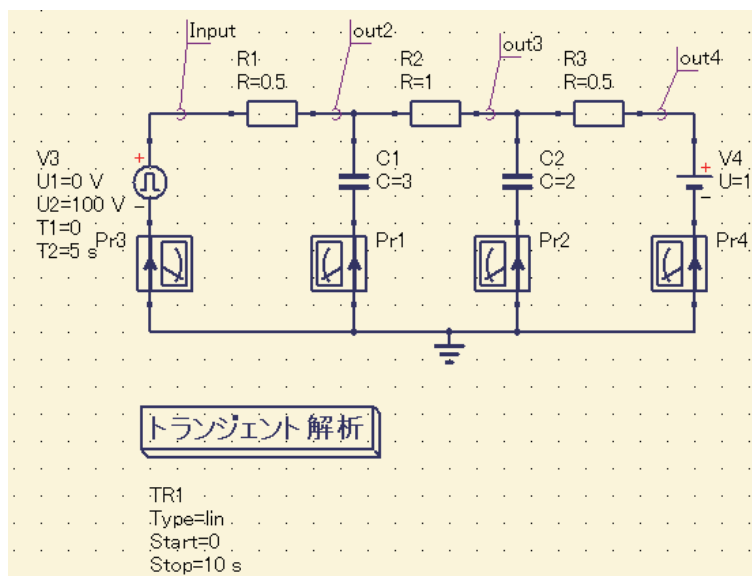 Input
out2
out3
out4
R1
R=0.5
R2
R=1
R3
R=0.5
V3
U1=0 V
U2=100 V
T1=0
T2=5 s
C1
C=3
C2
C=2
V4
U=1
Pr3
Pr1
Pr2
Pr4
トランジェント解析
TR1
Type=lin
Start=0
Stop=10 s